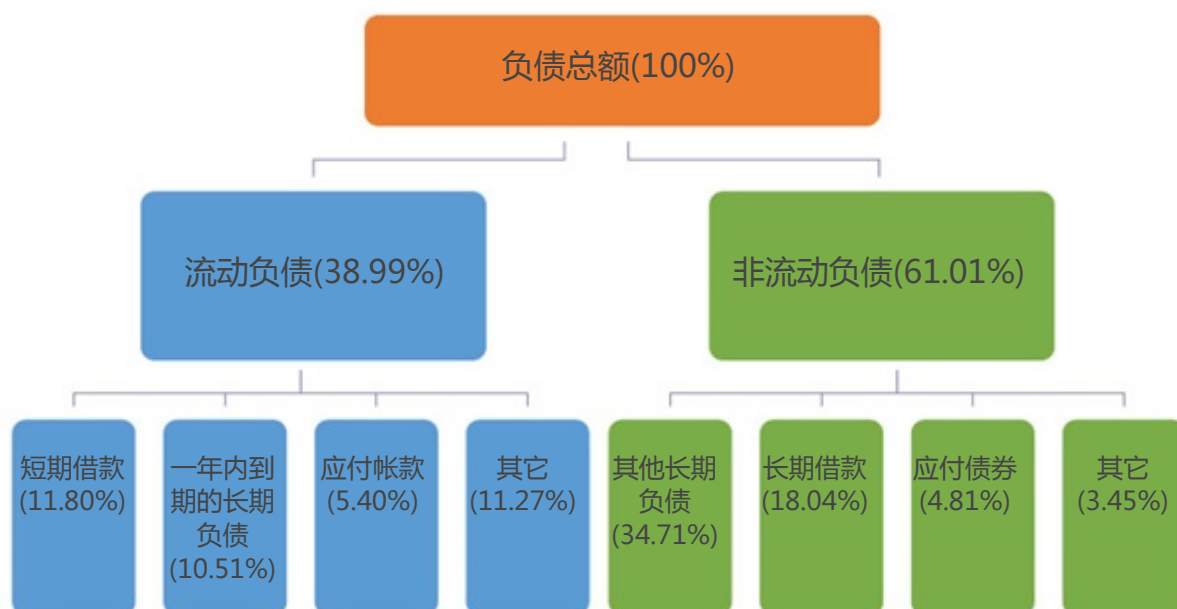 负债总额(100%)
流动负债(38.99%)
非流动负债(61.01%)
短期借款
(11.80%)
一年内到
期的长期
负债
(10.51%)
应付帐款
(5.40%)
其它
(11.27%)
其他长期
负债
(34.71%)
长期借款
(18.04%)
应付债券
(4.81%)
其它
(3.45%)